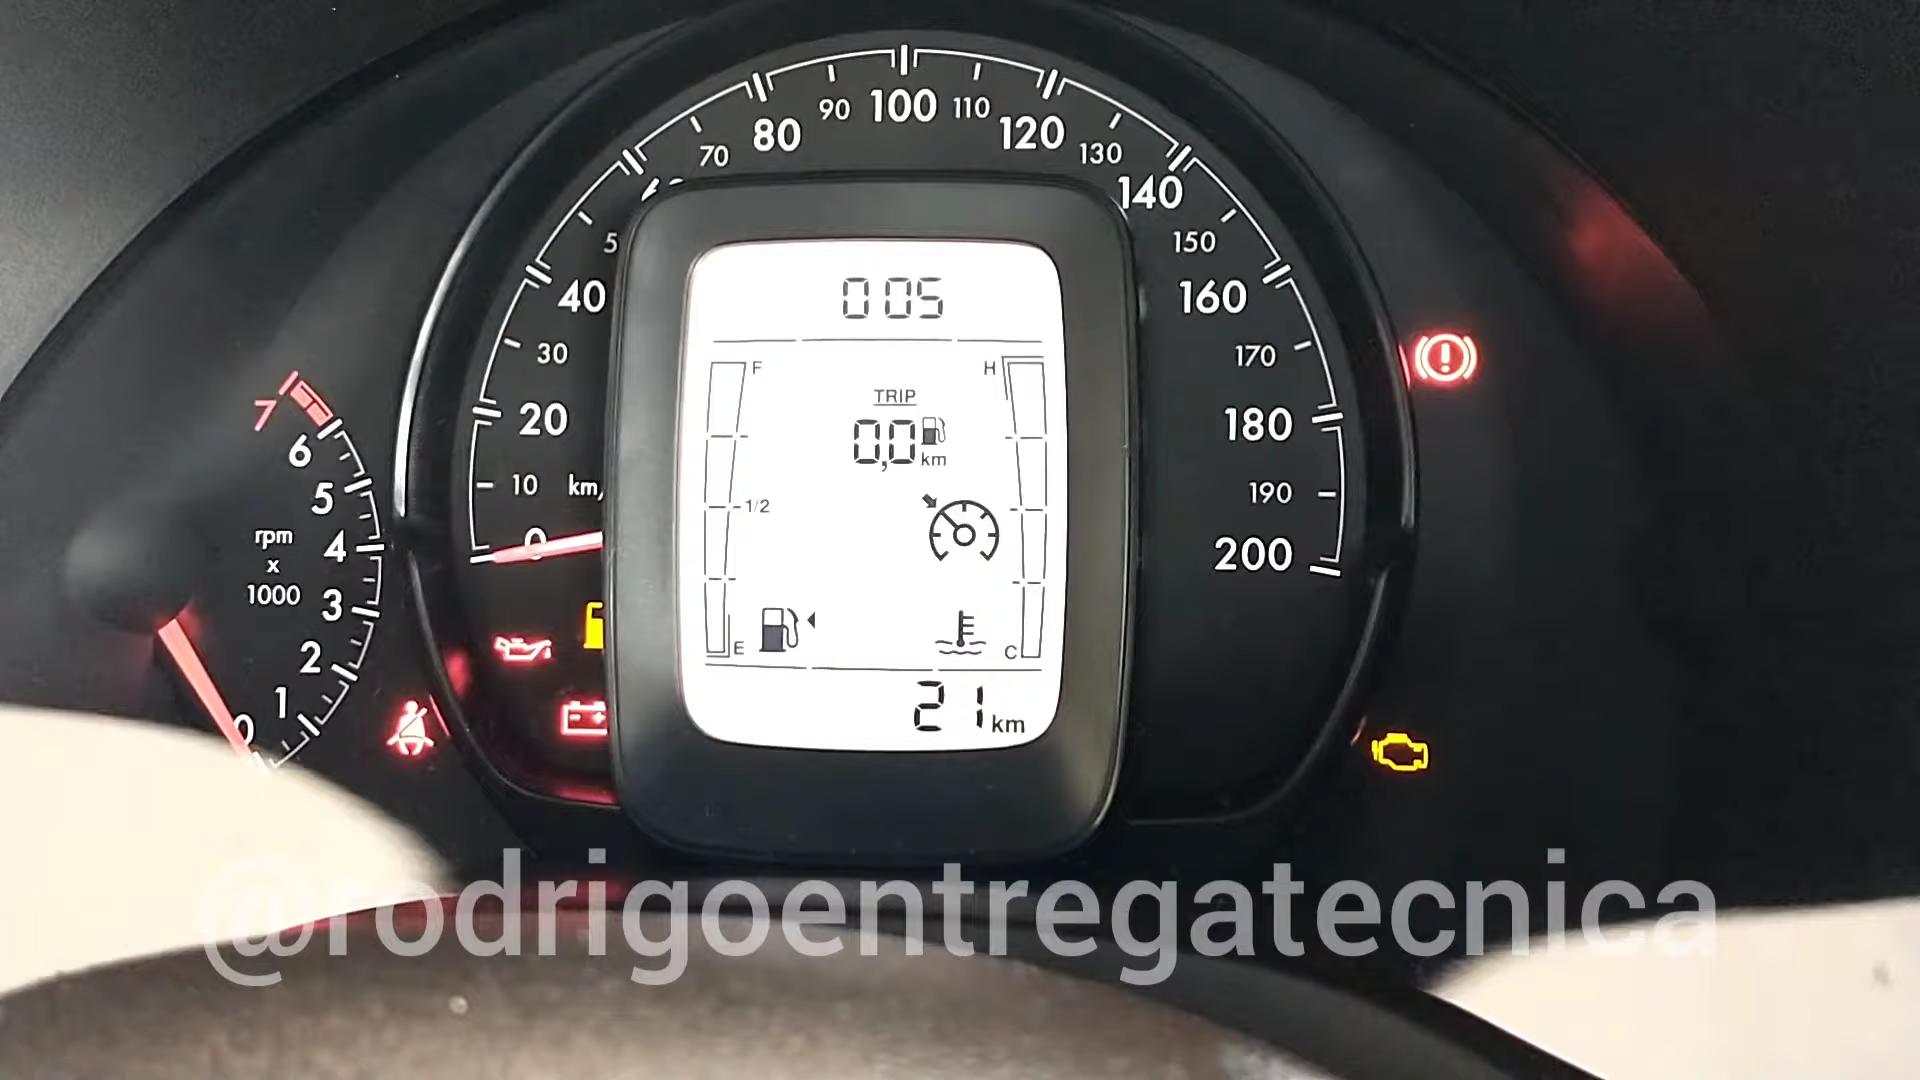 100
90
110
80
120
70
130
140
5
150
40
160
30
170
20
180
10
km/
190
0
200
7
6
5
4
3
2
1
0
rpm
x
1000
005
F
H
TRIP
0,0 km
1/2
E
C
21 km
@rodrigoentregatecnica